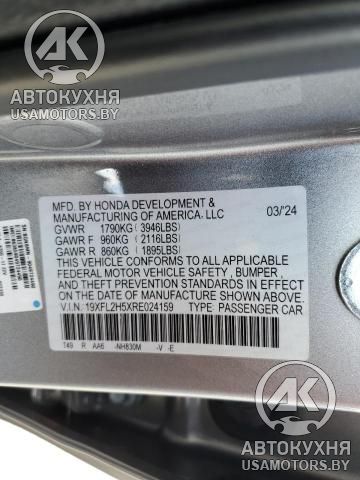 АВТОКУХНЯ
USAMOTORS.BY
MFD. BY HONDA DEVELOPMENT &
MANUFACTURING OF AMERICA, LLC 03/'24
GVWR 1790KG (3946LBS)
GAWR F 960KG (2116LBS)
GAWR R 860KG (1895LBS)
THIS VEHICLE CONFORMS TO ALL APPLICABLE
FEDERAL MOTOR VEHICLE SAFETY , BUMPER ,
AND THEFT PREVENTION STANDARDS IN EFFECT
ON THE DATE OF MANUFACTURE SHOWN ABOVE.
V.I.N.: 19XFL2H5XRE024159 TYPE: PASSENGER CAR
T49 R AA6 -NH830M -V -E
АВТОКУХНЯ
USAMOTORS.BY